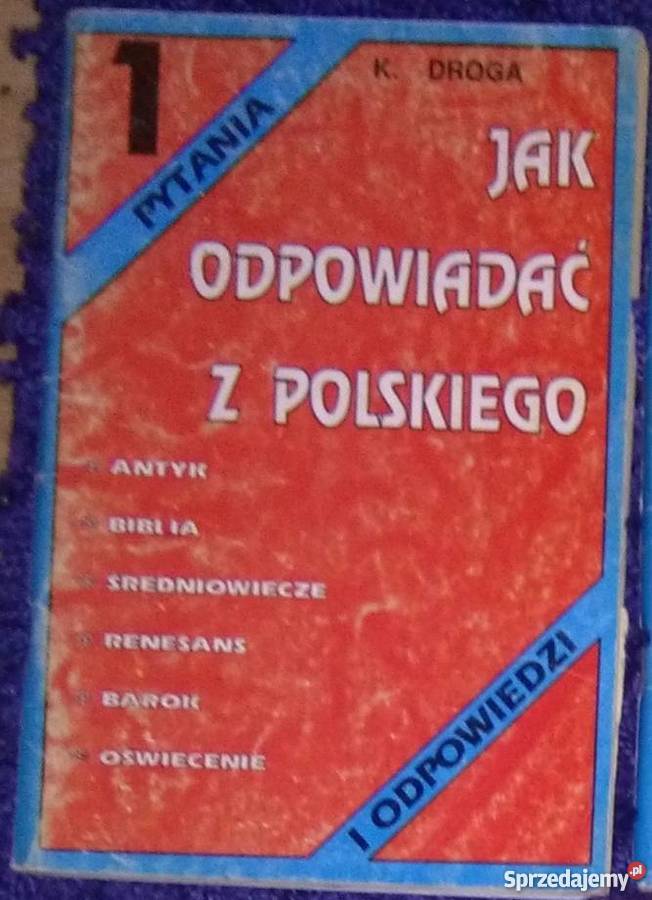 1
K. DROGA
PYTANIA
JAK
ODPOWIADAĆ
Z POLSKIEGO
* ANTYK
* BIBLIA
* ŚREDNIOWIECZE
* RENESANS
* BAROK
* OŚWIECENIE
I ODPOWIEDZI
Sprzedajemy.pl